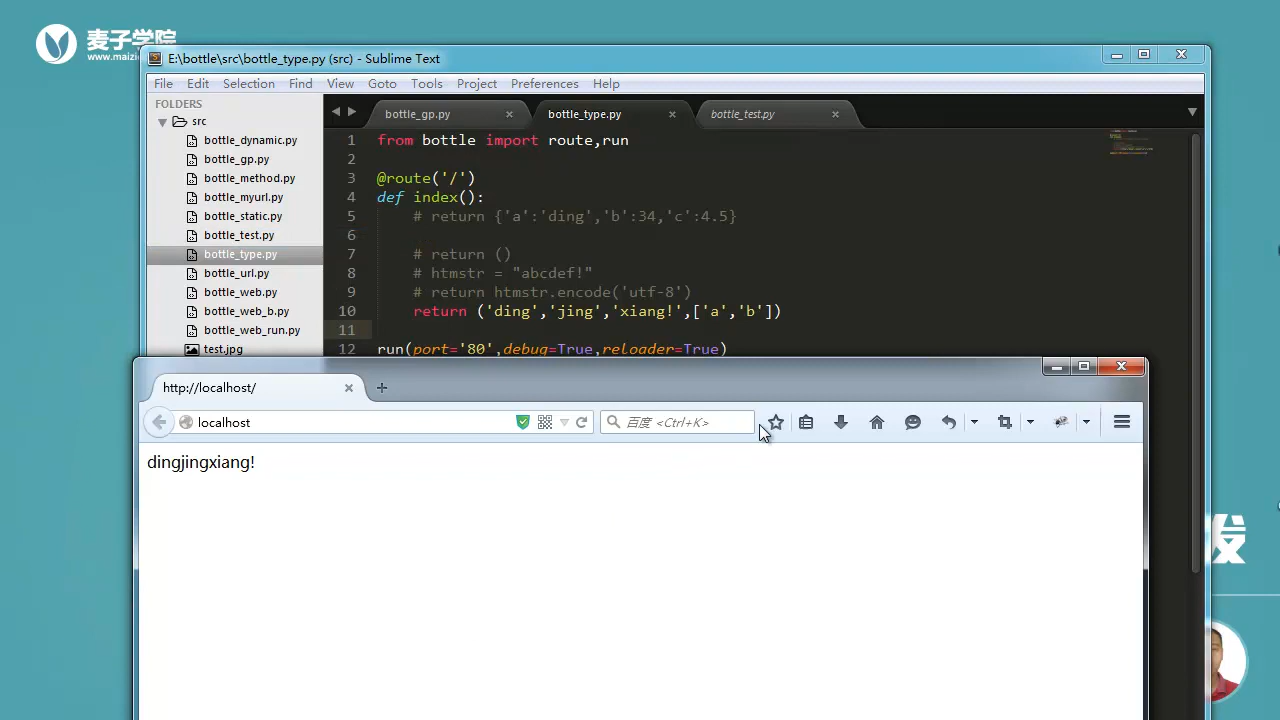 麦子学院
E:\bottle\src\bottle_type.py (src) - Sublime Text
File Edit Selection Find View Goto Tools Project Preferences Help
FOLDERS
src
bottle_dynamic.py
bottle_gp.py
bottle_method.py
bottle_myurl.py
bottle_static.py
bottle_test.py
bottle_type.py
bottle_url.py
bottle_web.py
bottle_web_b.py
bottle_web_run.py
test.jpg
bottle_gp.py bottle_type.py bottle_test.py
1 from bottle import route,run
2
3 @route('/')
4 def index():
5 # return {'a':'ding','b':34,'c':4.5}
6
7 # return ()
8 # htmstr = "abcdef!"
9 # return htmstr.encode('utf-8')
10 return ('ding','jing','xiang!',['a','b'])
11
12 run(port='80',debug=True,reloader=True)
http://localhost/
localhost
百度 <Ctrl+K>
dingjingxiang!
发